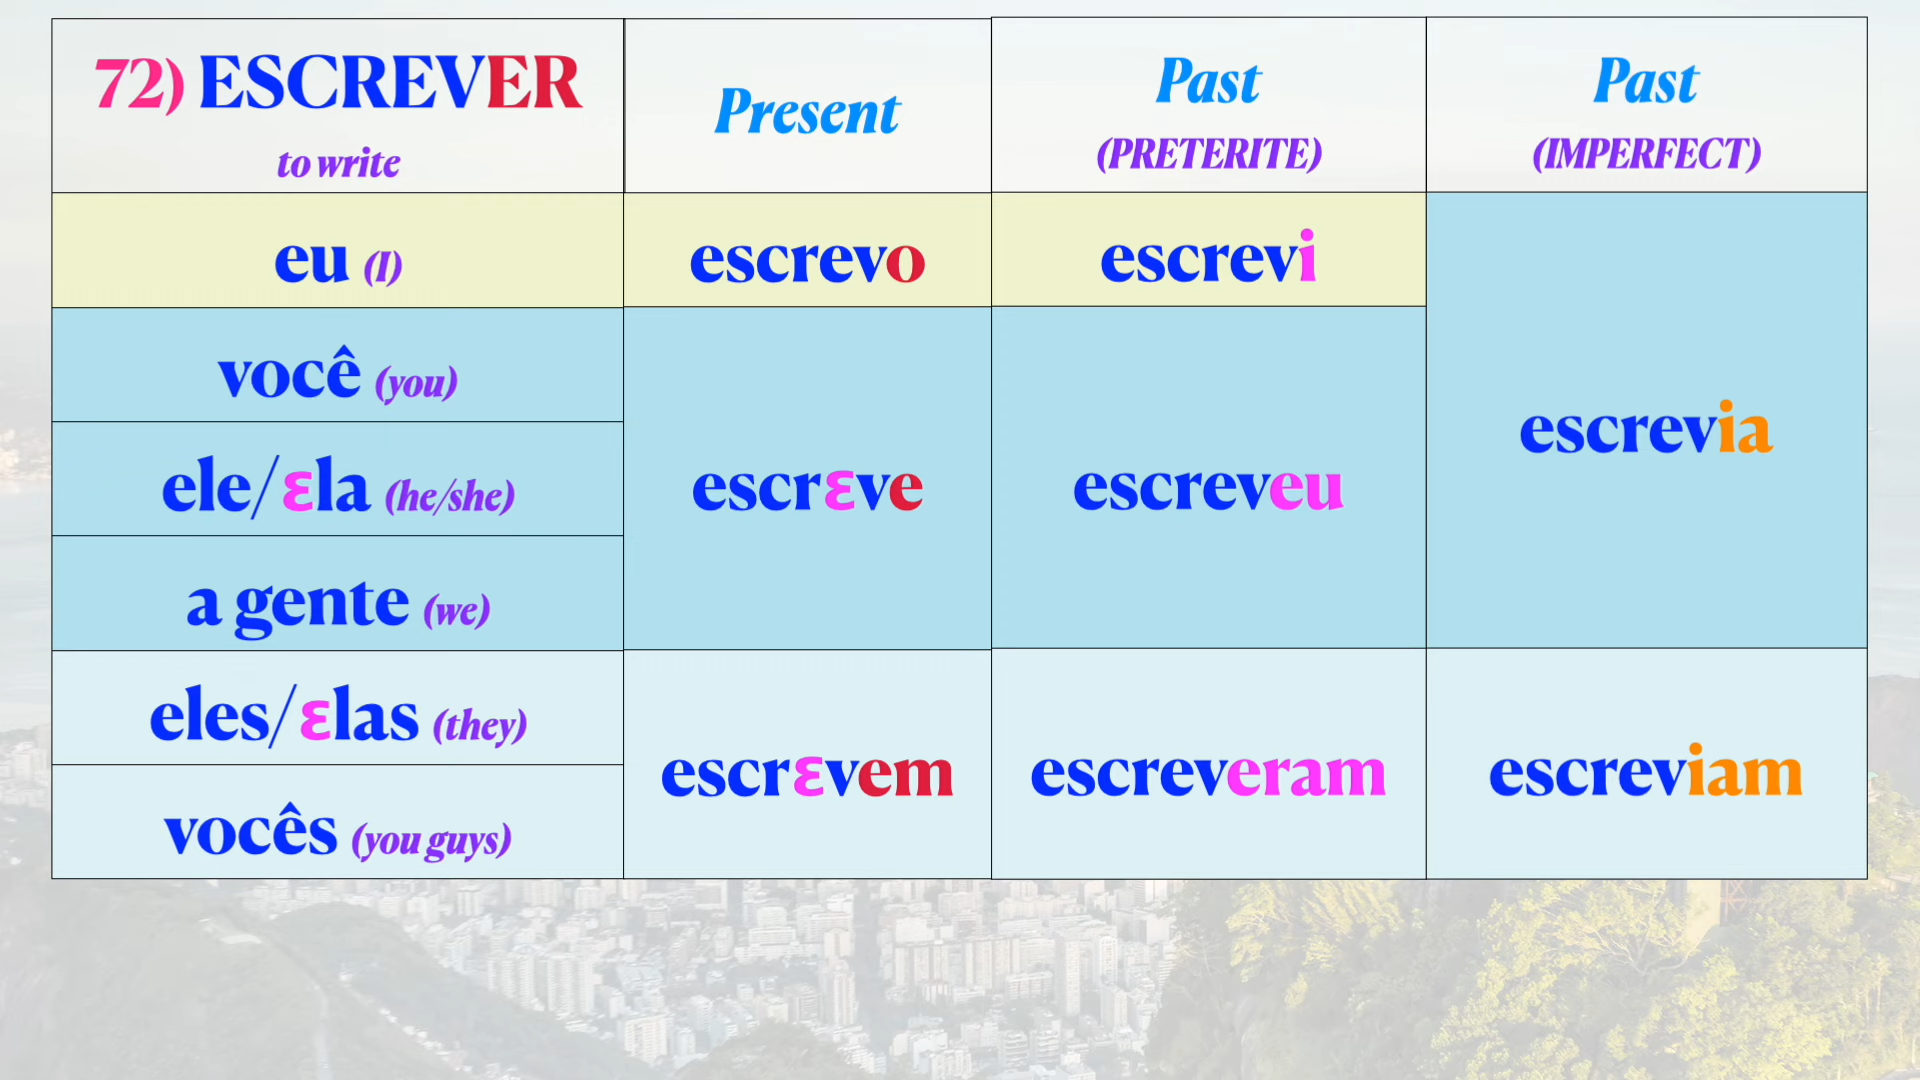 72) ESCREVER
to write
Present
Past
(PRETERITE)
Past
(IMPERFECT)
eu (I)
escrevo
escrevi
você (you)
ele/ɛla (he/she)
a gente (we)
escrɛve
escreveu
escrevia
eles/ɛlas (they)
vocês (you guys)
escrɛvem
escreveram
escreviam